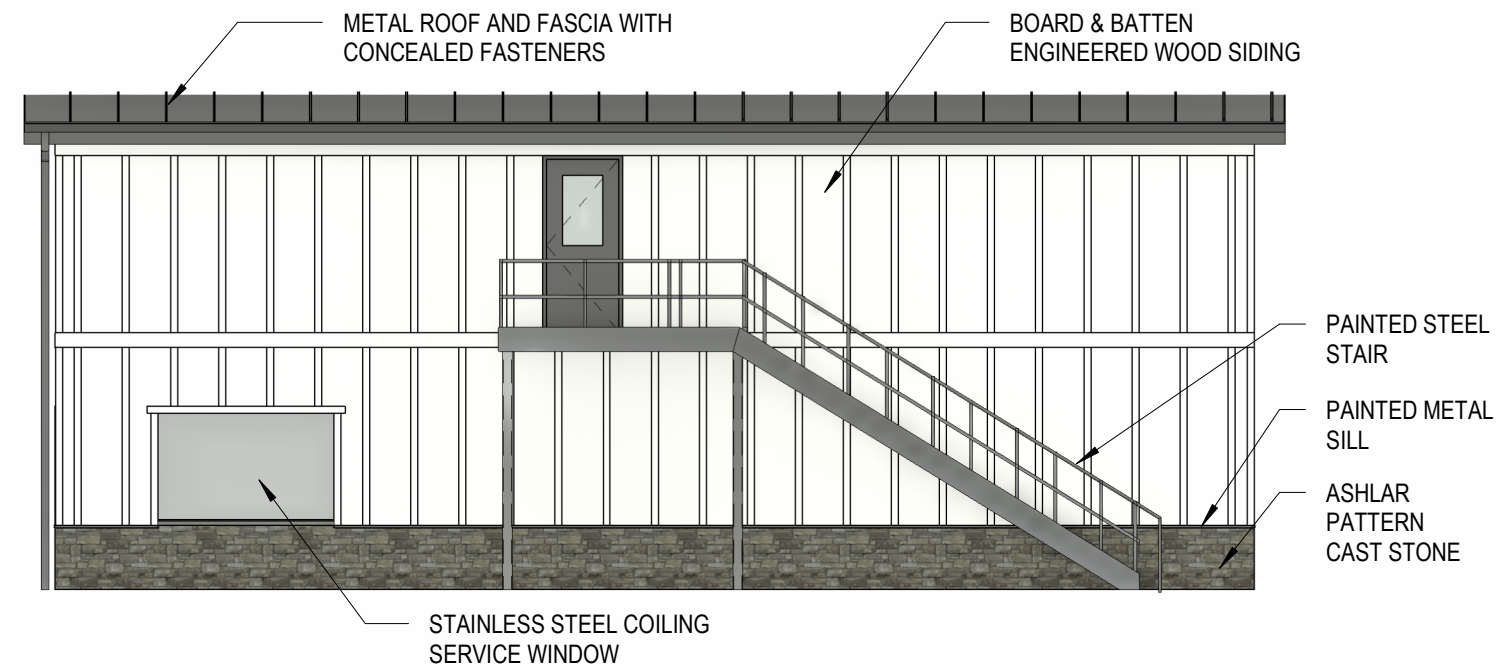 METAL ROOF AND FASCIA WITH
CONCEALED FASTENERS
BOARD & BATTEN
ENGINEERED WOOD SIDING
PAINTED STEEL
STAIR
PAINTED METAL
SILL
ASHLAR
PATTERN
CAST STONE
STAINLESS STEEL COILING
SERVICE WINDOW